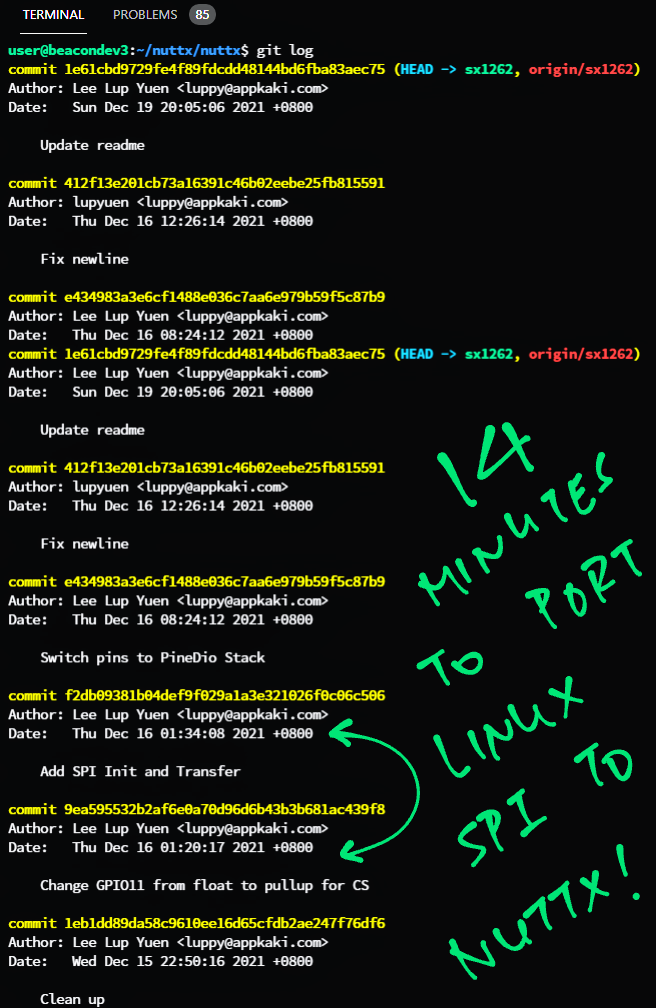 TERMINAL PROBLEMS 85
user@beacondev3:~/nuttx/nuttx$ git log
commit 1e61cbd9729fe4f89fdcdd48144bd6fba83aec75 (HEAD -> sx1262, origin/sx1262)
Author: Lee Lup Yuen <luppy@appkaki.com>
Date:   Sun Dec 19 20:05:06 2021 +0800
Update readme
commit 412f13e201cb73a16391c46b02eebe25fb815591
Author: lupyuen <luppy@appkaki.com>
Date:   Thu Dec 16 12:26:14 2021 +0800
Fix newline
commit e434983a3e6cf1488e036c7aa6e979b59f5c87b9
Author: Lee Lup Yuen <luppy@appkaki.com>
Date:   Thu Dec 16 08:24:12 2021 +0800
commit 1e61cbd9729fe4f89fdcdd48144bd6fba83aec75 (HEAD -> sx1262, origin/sx1262)
Author: Lee Lup Yuen <luppy@appkaki.com>
Date:   Sun Dec 19 20:05:06 2021 +0800
Update readme
commit 412f13e201cb73a16391c46b02eebe25fb815591
Author: lupyuen <luppy@appkaki.com>
Date:   Thu Dec 16 12:26:14 2021 +0800
Fix newline
commit e434983a3e6cf1488e036c7aa6e979b59f5c87b9
Author: Lee Lup Yuen <luppy@appkaki.com>
Date:   Thu Dec 16 08:24:12 2021 +0800
Switch pins to PineDio Stack
commit f2db09381b04def9f029a1a3e321026f0c06c506
Author: Lee Lup Yuen <luppy@appkaki.com>
Date:   Thu Dec 16 01:34:08 2021 +0800
Add SPI Init and Transfer
commit 9ea595532b2af6e0a70d96d6b43b3b681ac439f8
Author: Lee Lup Yuen <luppy@appkaki.com>
Date:   Thu Dec 16 01:20:17 2021 +0800
Change GPIO11 from float to pullup for CS
commit 1eb1dd89da58c9610ee16d65cfdb2ae247f76df6
Author: Lee Lup Yuen <luppy@appkaki.com>
Date:   Wed Dec 15 22:50:16 2021 +0800
Clean up
14
MINUTES
TO PORT
LINUX
SPI TO
NUTTX!